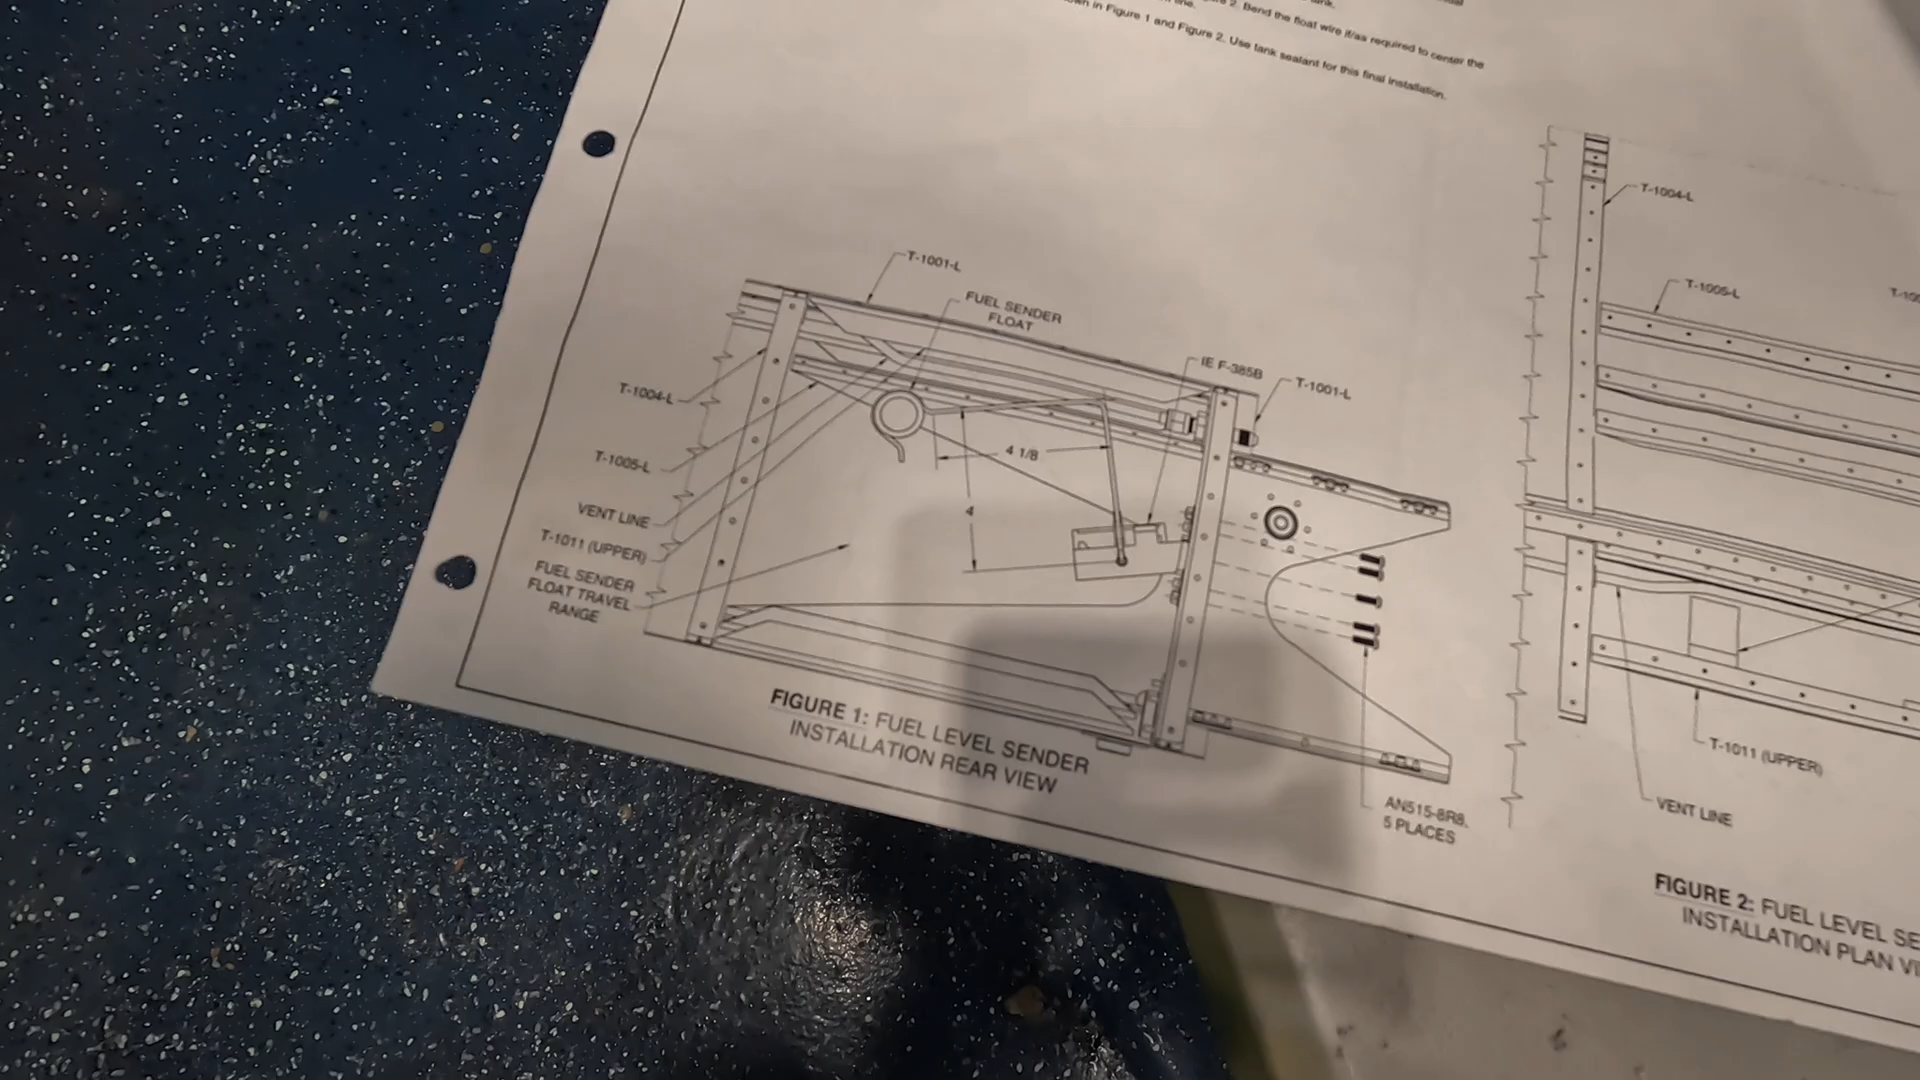 2. Bend the float wire if/as required to center the
in Figure 1 and Figure 2. Use tank sealant for this final installation.
T-1001-L
FUEL SENDER
FLOAT
IE F-385B
T-1001-L
T-1004-L
T-1005-L
VENT LINE
T-1011 (UPPER)
FUEL SENDER
FLOAT TRAVEL
RANGE
4 1/8
4
AN515-8R8,
5 PLACES
FIGURE 1: FUEL LEVEL SENDER
INSTALLATION REAR VIEW
T-1004-L
T-1005-L
T-1011 (UPPER)
VENT LINE
FIGURE 2: FUEL LEVEL SE
INSTALLATION PLAN VI